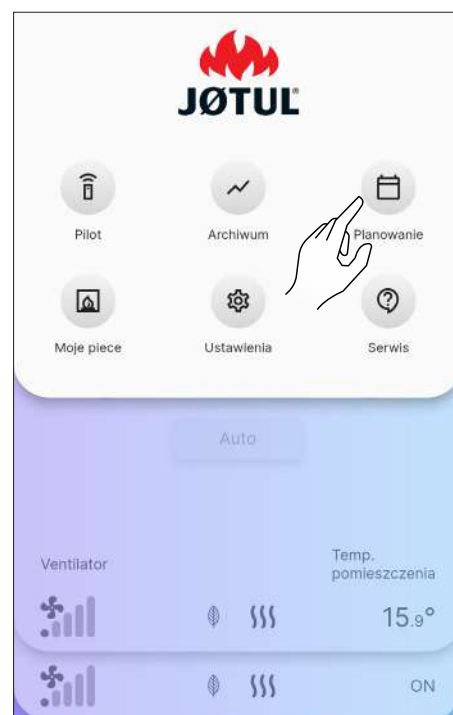 JØTUL®
Pilot
Archiwum
Planowanie
Moje piece
Ustawienia
Serwis
Auto
Ventilator
Temp.
pomieszczenia
15.9°
ON